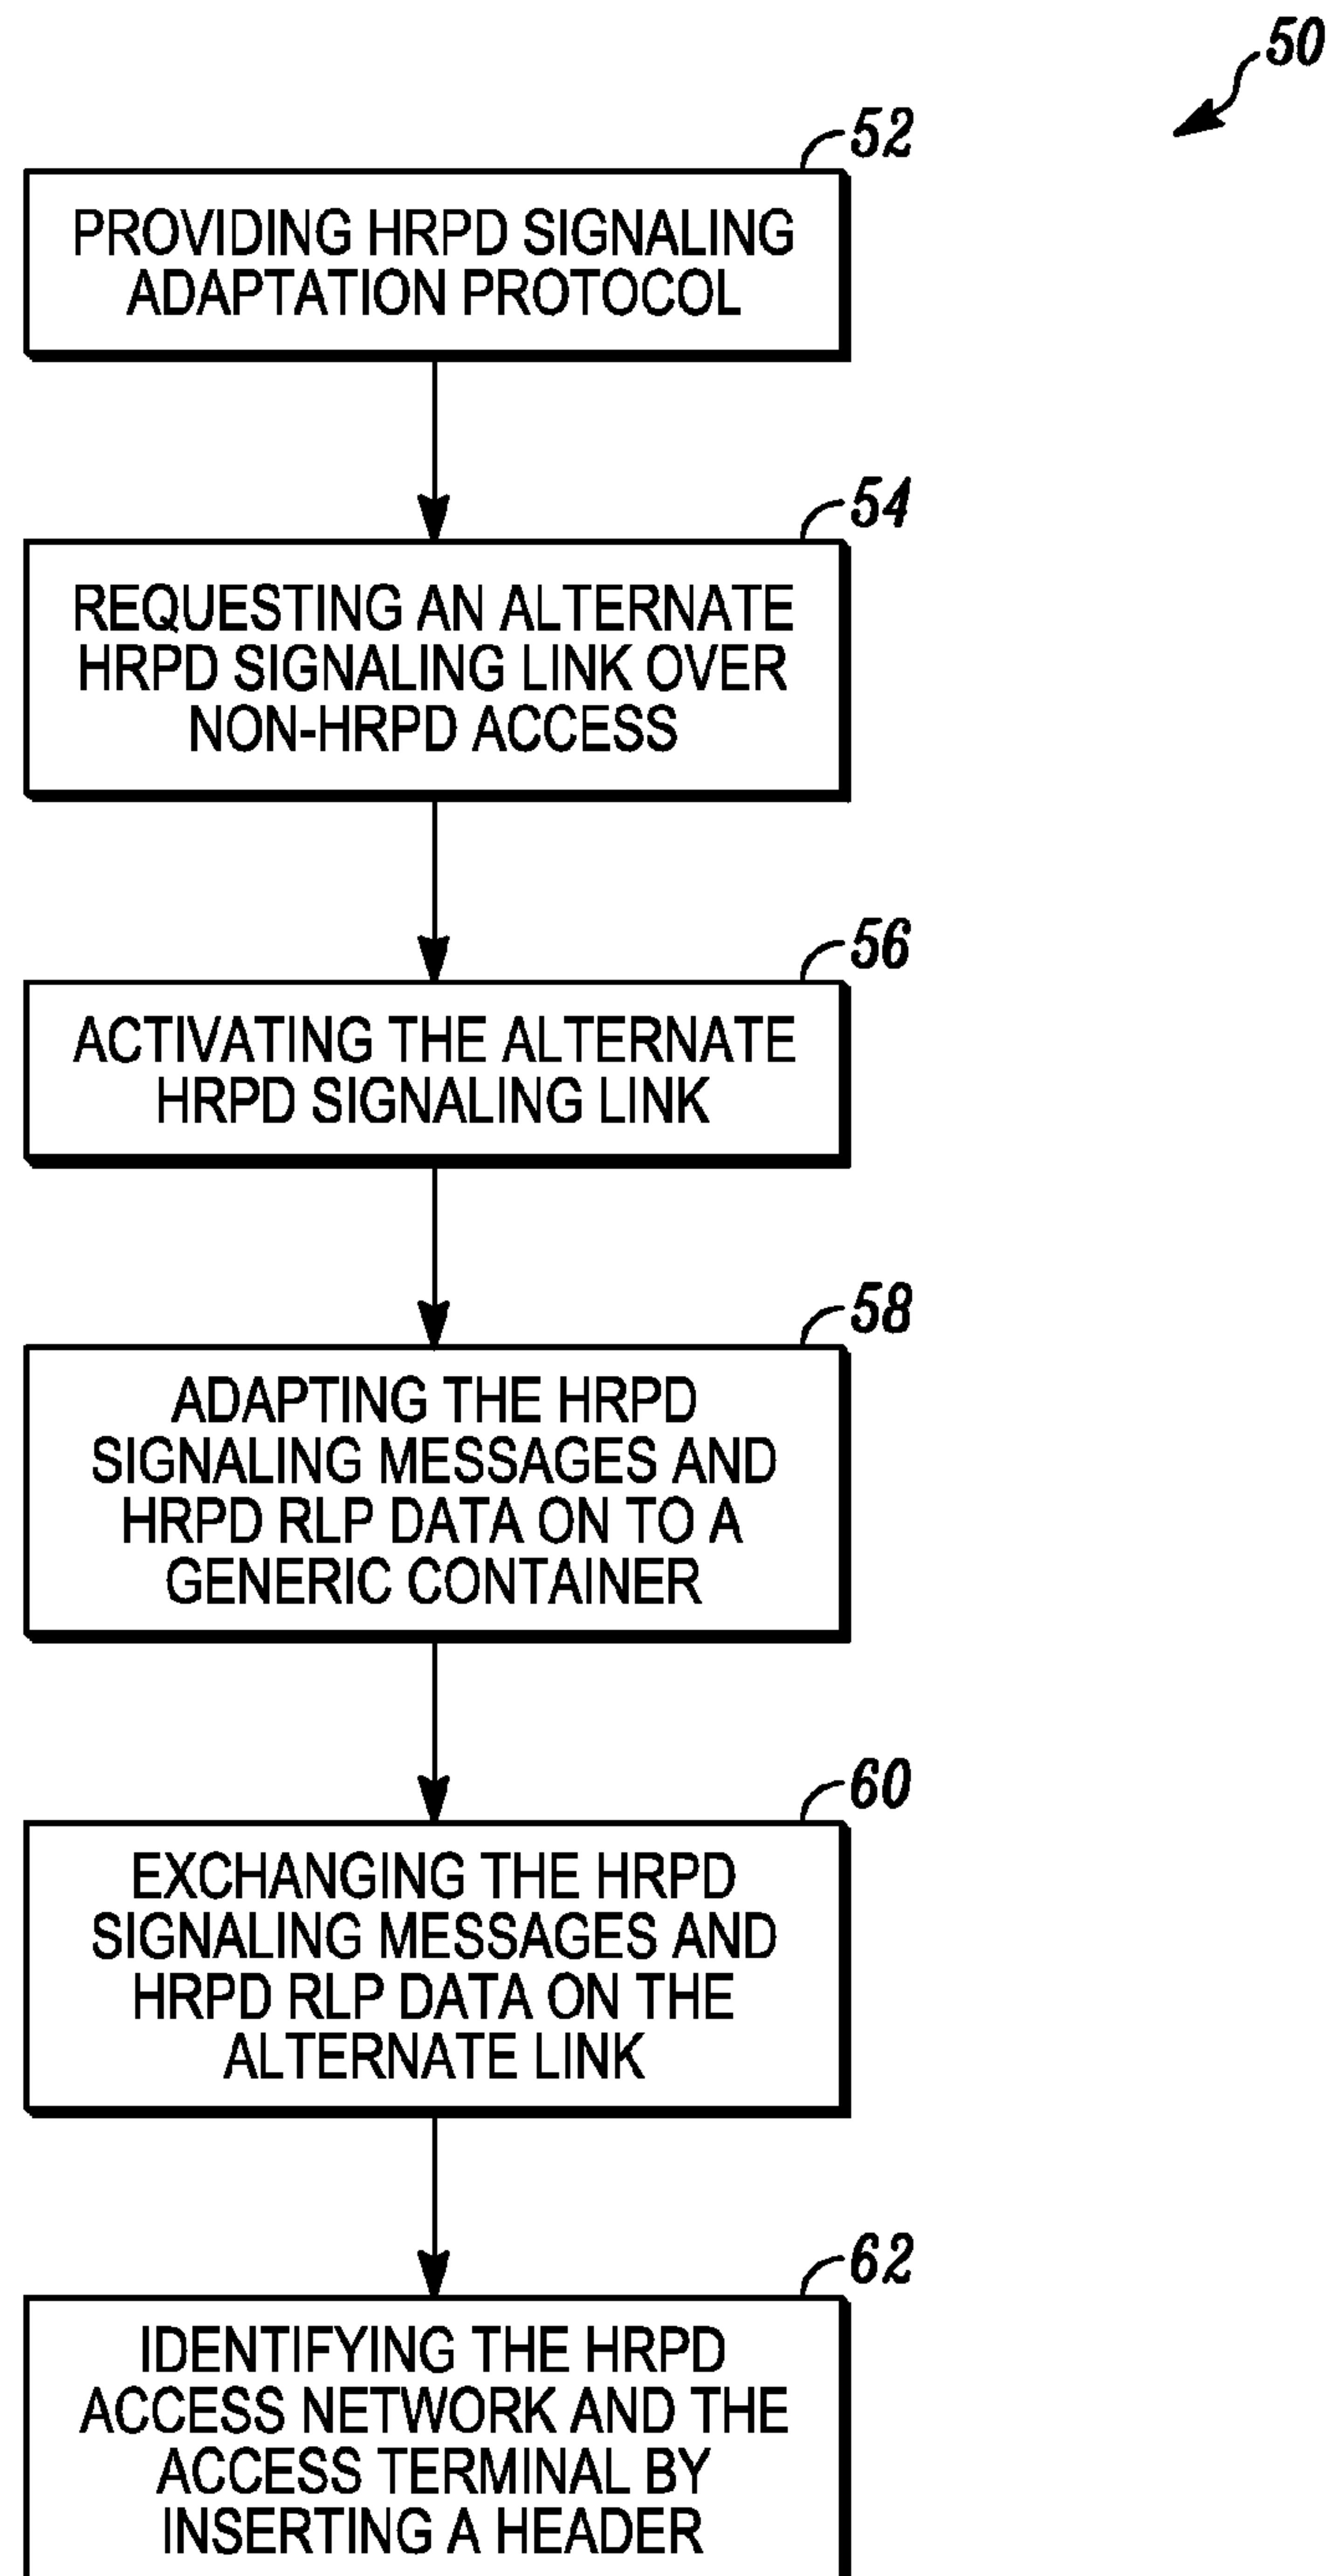 50
52
PROVIDING HRPD SIGNALING
ADAPTATION PROTOCOL
54
REQUESTING AN ALTERNATE
HRPD SIGNALING LINK OVER
NON-HRPD ACCESS
56
ACTIVATING THE ALTERNATE
HRPD SIGNALING LINK
58
ADAPTING THE HRPD
SIGNALING MESSAGES AND
HRPD RLP DATA ON TO A
GENERIC CONTAINER
60
EXCHANGING THE HRPD
SIGNALING MESSAGES AND
HRPD RLP DATA ON THE
ALTERNATE LINK
62
IDENTIFYING THE HRPD
ACCESS NETWORK AND THE
ACCESS TERMINAL BY
INSERTING A HEADER